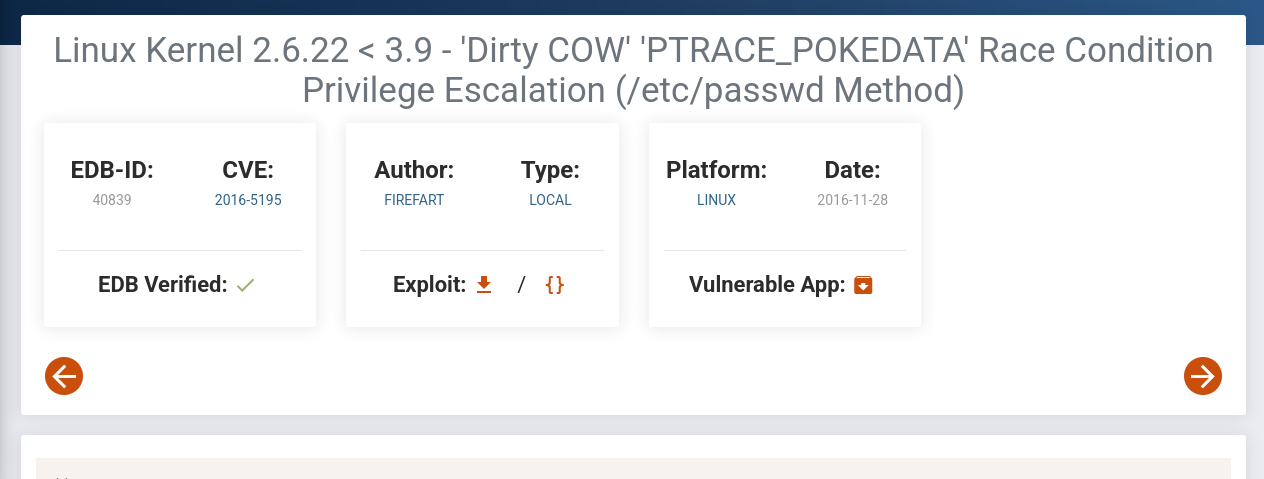 Linux Kernel 2.6.22 < 3.9 - 'Dirty COW' 'PTRACE_POKEDATA' Race Condition
Privilege Escalation (/etc/passwd Method)
EDB-ID:
40839
CVE:
2016-5195
EDB Verified:
Author:
FIREFART
Type:
LOCAL
Exploit: / {}
Platform:
LINUX
Date:
2016-11-28
Vulnerable App: